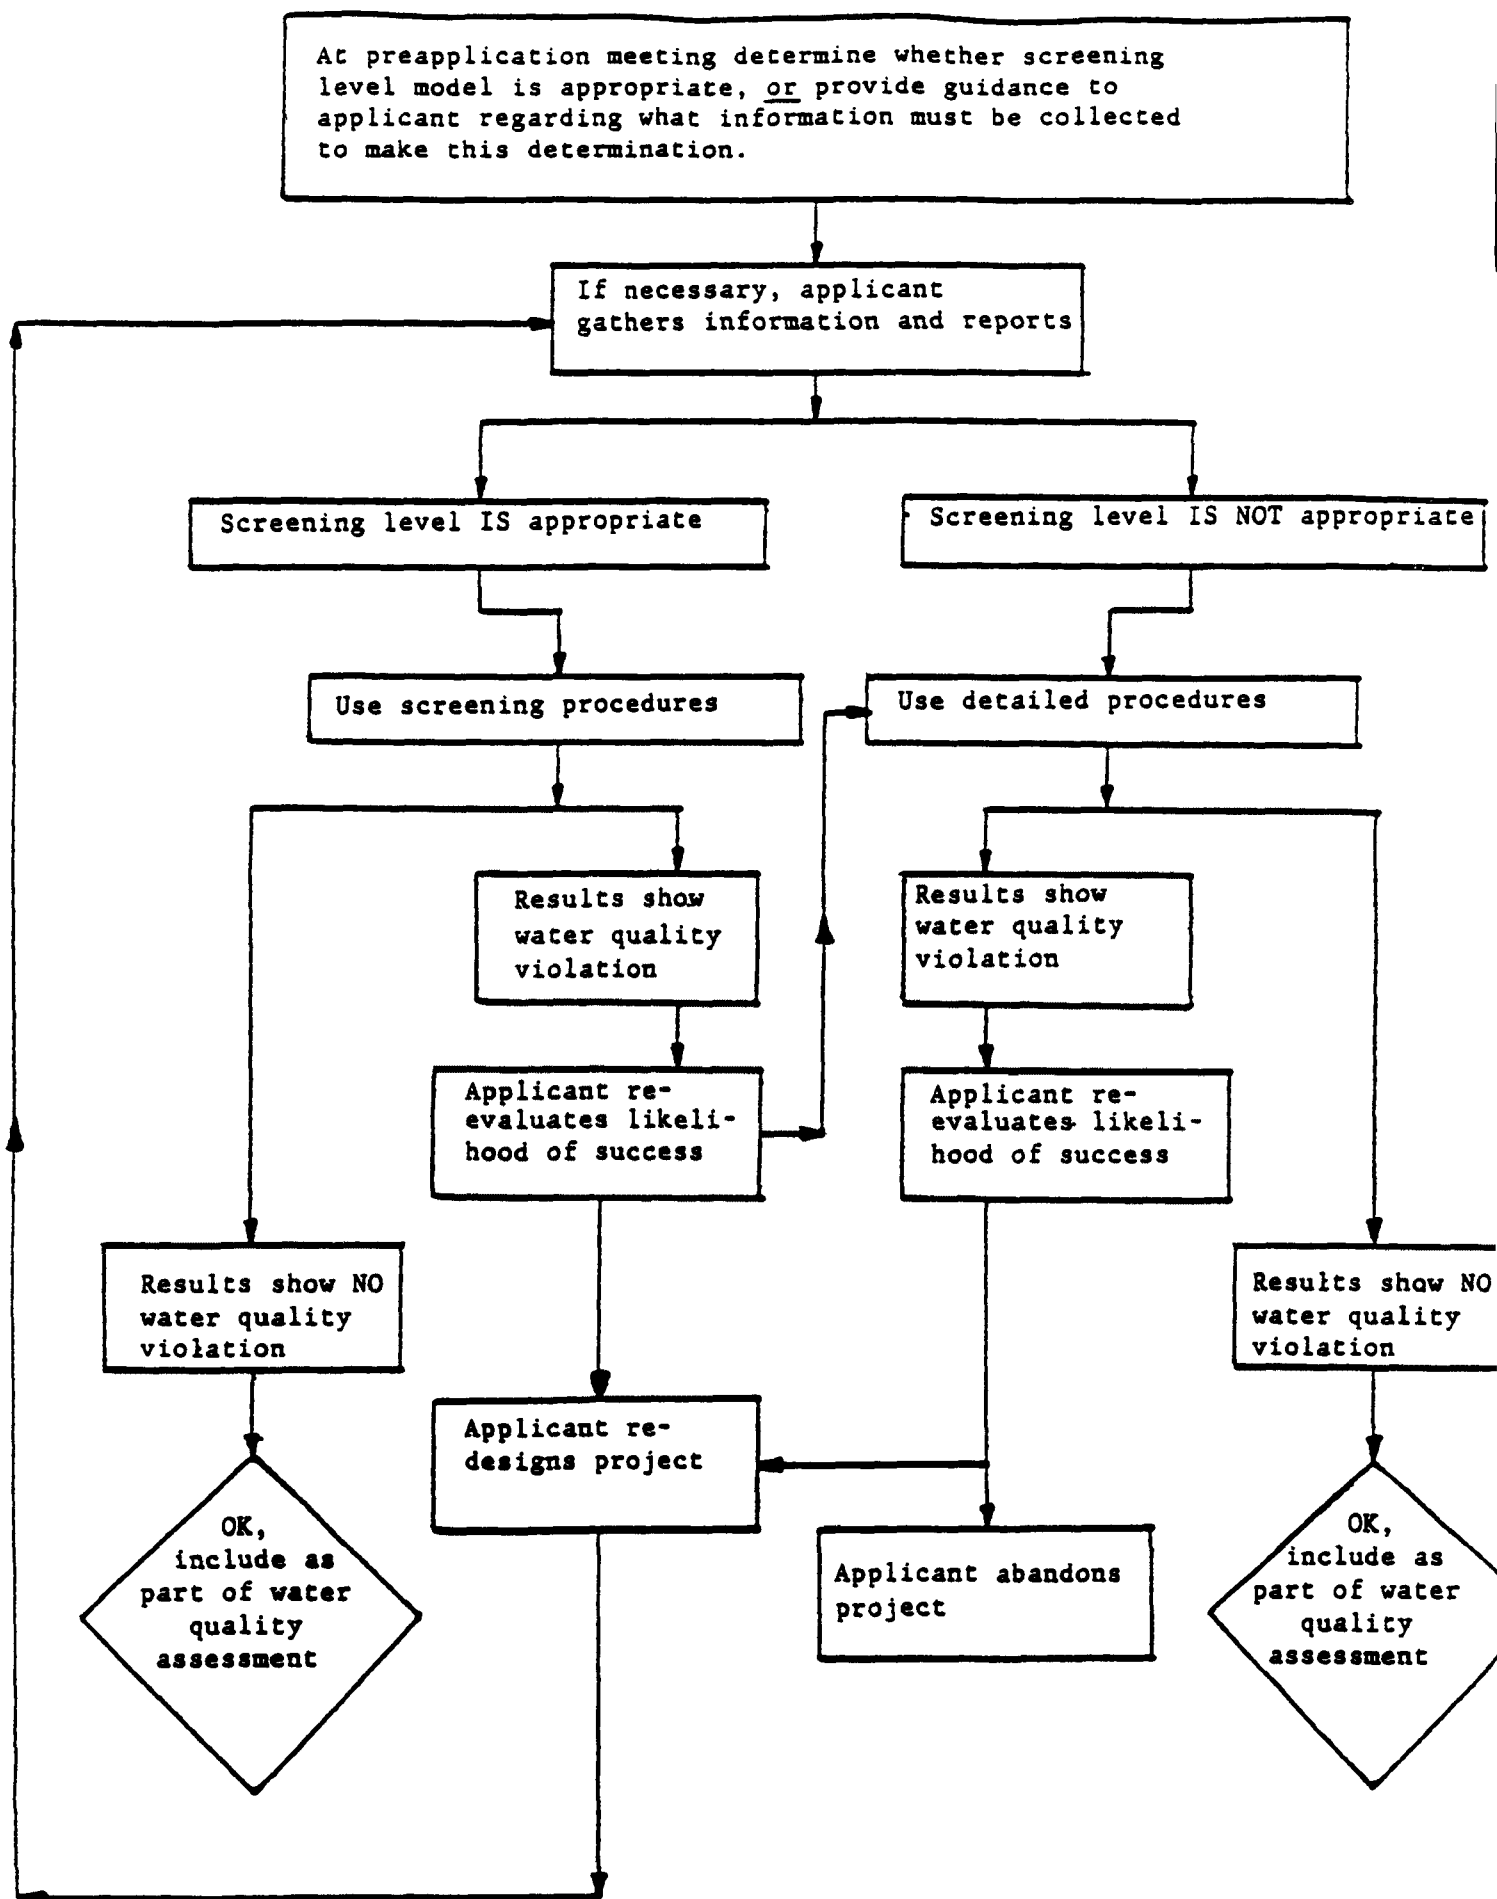 At preapplication meeting determine whether screening
level model is appropriate, or provide guidance to
applicant regarding what information must be collected
to make this determination.
If necessary, applicant
gathers information and reports
Screening level IS appropriate
Screening level IS NOT appropriate
Use screening procedures
Use detailed procedures
Results show
water quality
violation
Results show
water quality
violation
Applicant re-
evaluates likeli-
hood of success
Applicant re-
evaluates likeli-
hood of success
Results show NO
water quality
violation
Results show NO
water quality
violation
Applicant re-
designs project
OK,
include as
part of water
quality
assessment
Applicant abandons
project
OK,
include as
part of water
quality
assessment